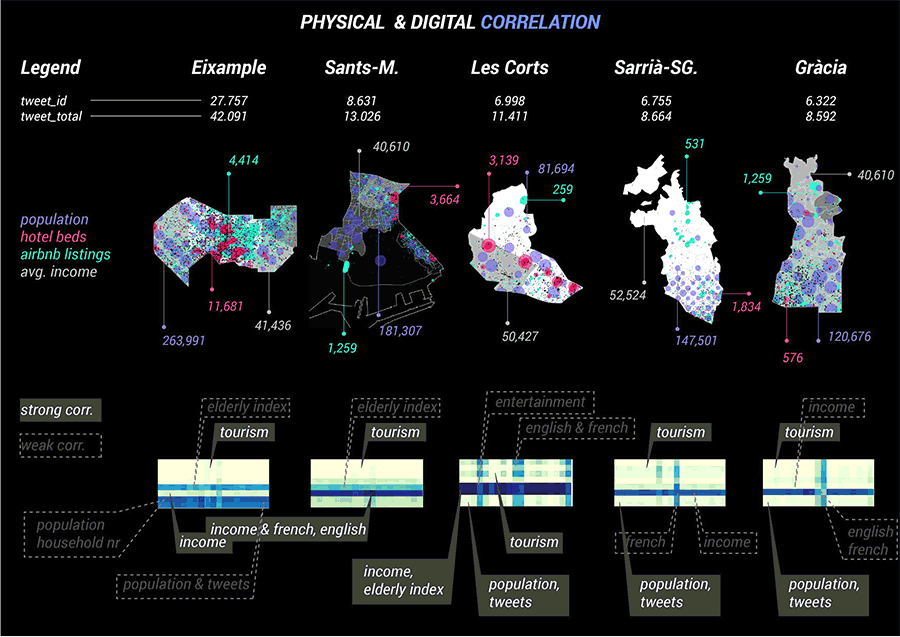 PHYSICAL & DIGITAL CORRELATION
Legend Eixample Sants-M. Les Corts Sarrià-SG. Gràcia
tweet_id 27.757 8.631 6.998 6.755 6.322
tweet_total 42.091 13.026 11.411 8.664 8.592
4,414
40,610
3,664
3,139
81,694
259
531
1,259
40,610
population
hotel beds
airbnb listings
avg. income
263,991
11,681
41,436
1,259
181,307
50,427
52,524
1,834
147,501
576
120,676
strong corr.
weak corr.
elderly index
tourism
elderly index
tourism
entertainment
english & french
tourism
income
tourism
population
household nr
income
population & tweets
income & french, english
income,
elderly index
tourism
population,
tweets
french
income
population,
tweets
english
french
population,
tweets